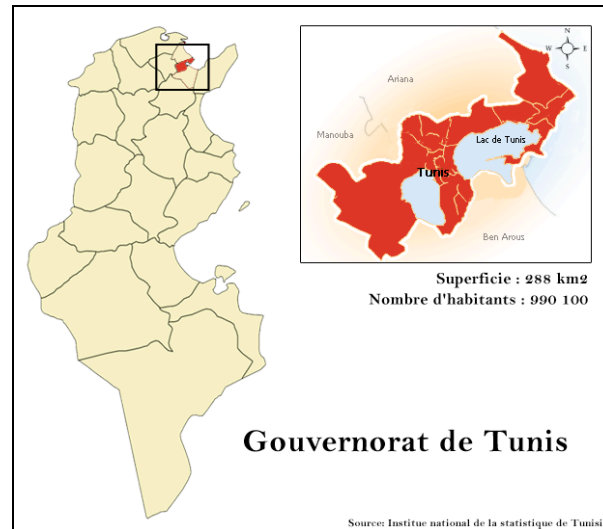 N
W E
S
Ariana
Manouba
Lac de Tunis
Tunis
Ben Arous
Superficie : 288 km2
Nombre d'habitants : 990 100
Gouvernorat de Tunis
Source: Institue national de la statistique de Tunisi